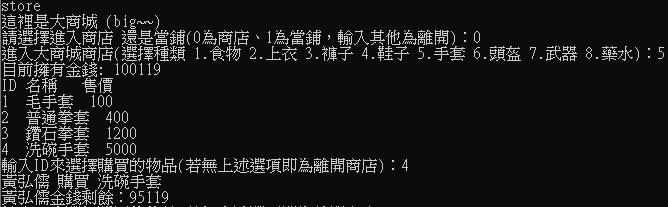 store
這裡是大商城 (big~~)
請選擇進入商店 還是當鋪(0為商店、1為當鋪，輸入其他為離開)：0
進入大商城商店(選擇種類 1.食物 2.上衣 3.褲子 4.鞋子 5.手套 6.頭盔 7.武器 8.藥水)：5
目前擁有金錢: 100119
ID 名稱   售價
1  毛手套  100
2  普通拳套  400
3  鑽石拳套  1200
4  洗碗手套  5000
輸入ID來選擇購買的物品(若無上述選項即為離開商店)：4
黃弘儒 購買 洗碗手套
黃弘儒金錢剩餘：95119